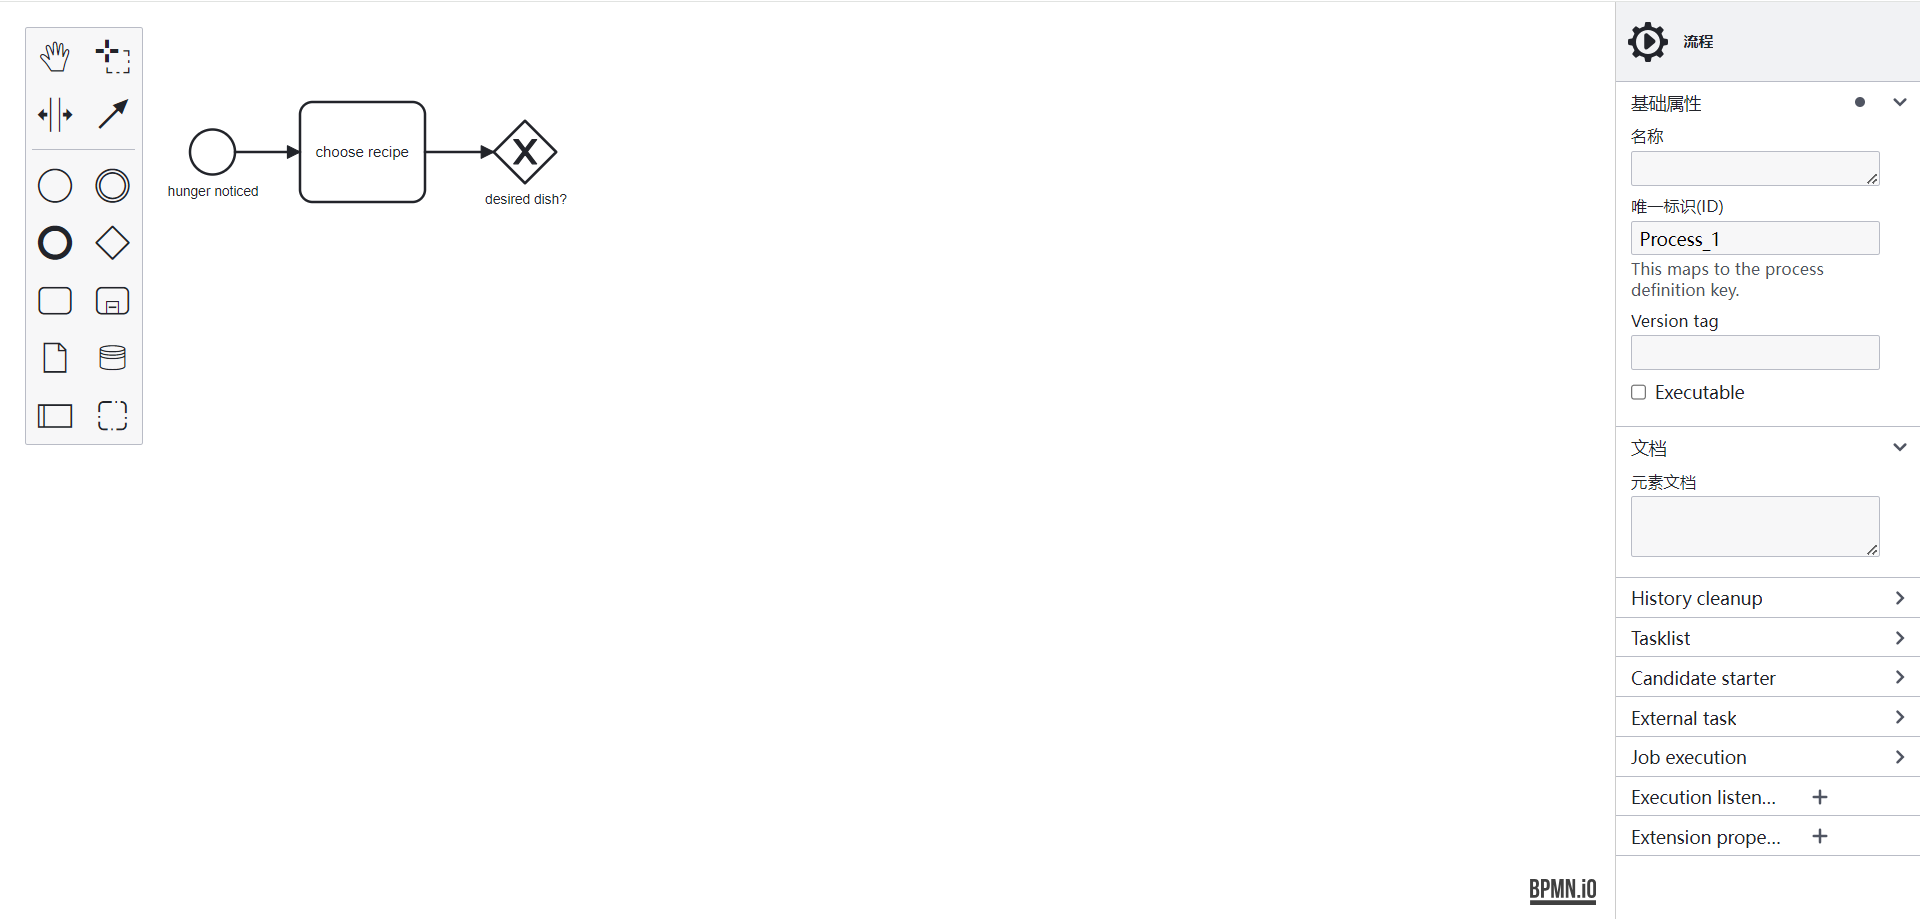 choose recipe
hunger noticed
desired dish?
流程
基础属性
名称
唯一标识(ID)
Process_1
This maps to the process
definition key.
Version tag
Executable
文档
元素文档
History cleanup
Tasklist
Candidate starter
External task
Job execution
Execution listen...
Extension prope...
BPMN.iO